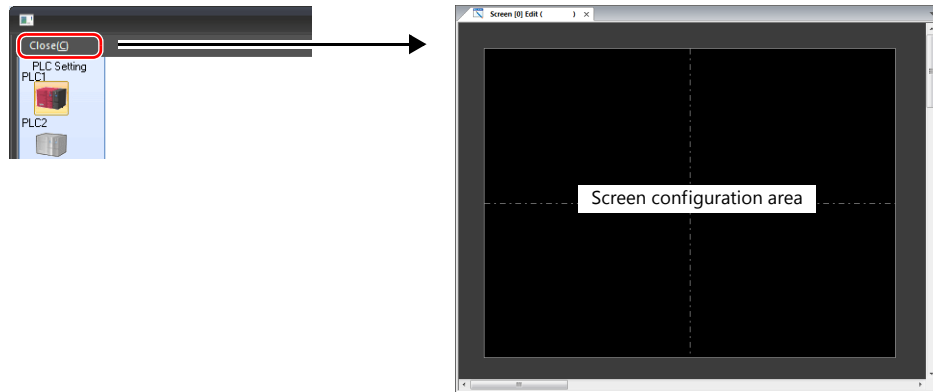 Close(C)
PLC Setting
PLC1
PLC2
Screen [0] Edit ( ) ×
Screen configuration area